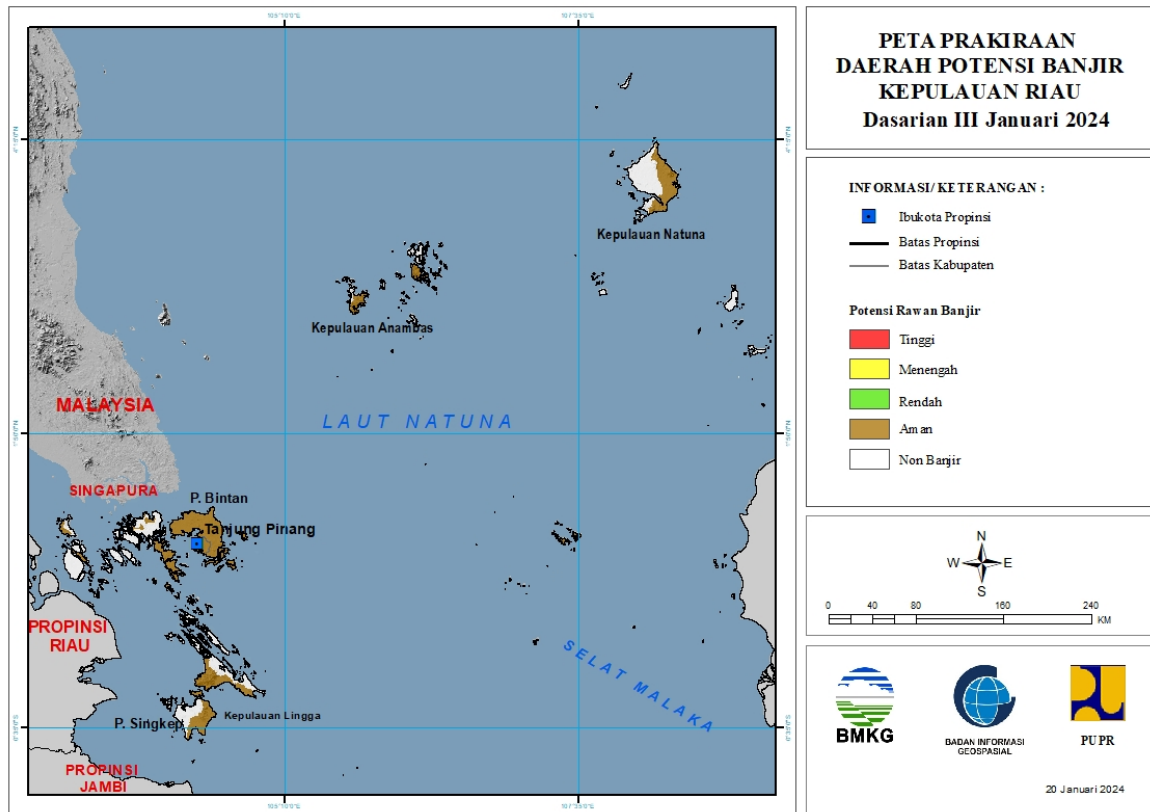 PETA PRAKIRAAN
DAERAH POTENSI BANJIR
KEPULAUAN RIAU
Dasarian III Januari 2024
INFORMASI/ KETERANGAN :
Ibukota Propinsi
Batas Propinsi
Batas Kabupaten
Potensi Rawan Banjir
Tinggi
Menengah
Rendah
Aman
Non Banjir
N
W
E
S
0 40 80 160 240
KM
BMKG
BADAN INFORMASI
GEOSPASIAL
PUPR
20 Januari 2024
Kepulauan Natuna
Kepulauan Anambas
MALAYSIA
LAUT NATUNA
SINGAPURA
P. Bintan
Tanjung Pinang
PROPINSI
RIAU
SELAT MALAKA
P. Singkep
Kepulauan Lingga
PROPINSI
JAMBI